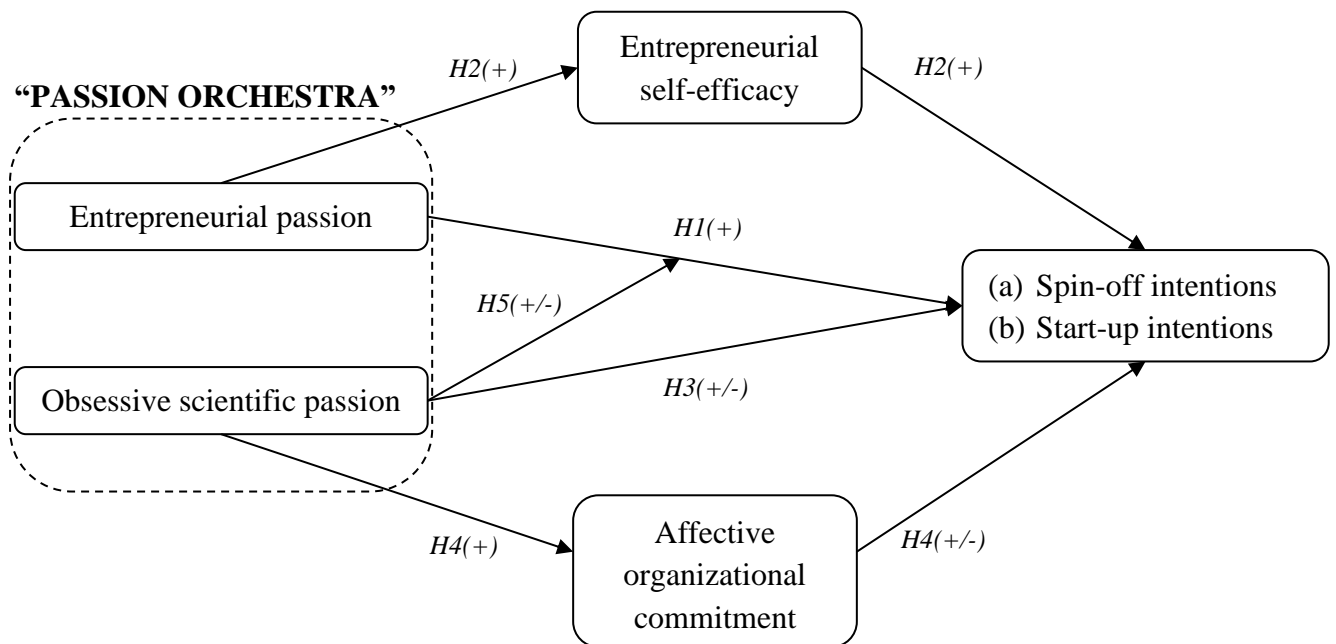 Entrepreneurial
self-efficacy
H2(+)
H2(+)
“PASSION ORCHESTRA”
Entrepreneurial passion
H1(+)
(a) Spin-off intentions
(b) Start-up intentions
H5(+/-)
Obsessive scientific passion
H3(+/-)
H4(+)
Affective
organizational
commitment
H4(+/-)